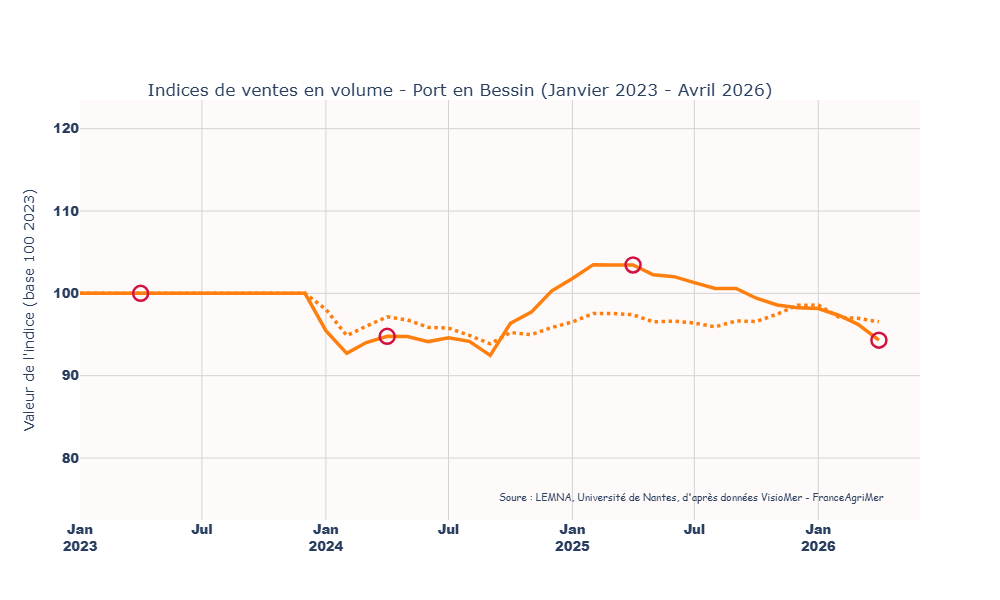 Indices de ventes en volume - Port en Bessin (Janvier 2023 - Avril 2026)
Valeur de l'indice (base 100 2023)
120
110
100
90
80
Soure : LEMNA, Université de Nantes, d'après données VisioMer - FranceAgriMer
Jan
2023
Jul
Jan
2024
Jul
Jan
2025
Jul
Jan
2026